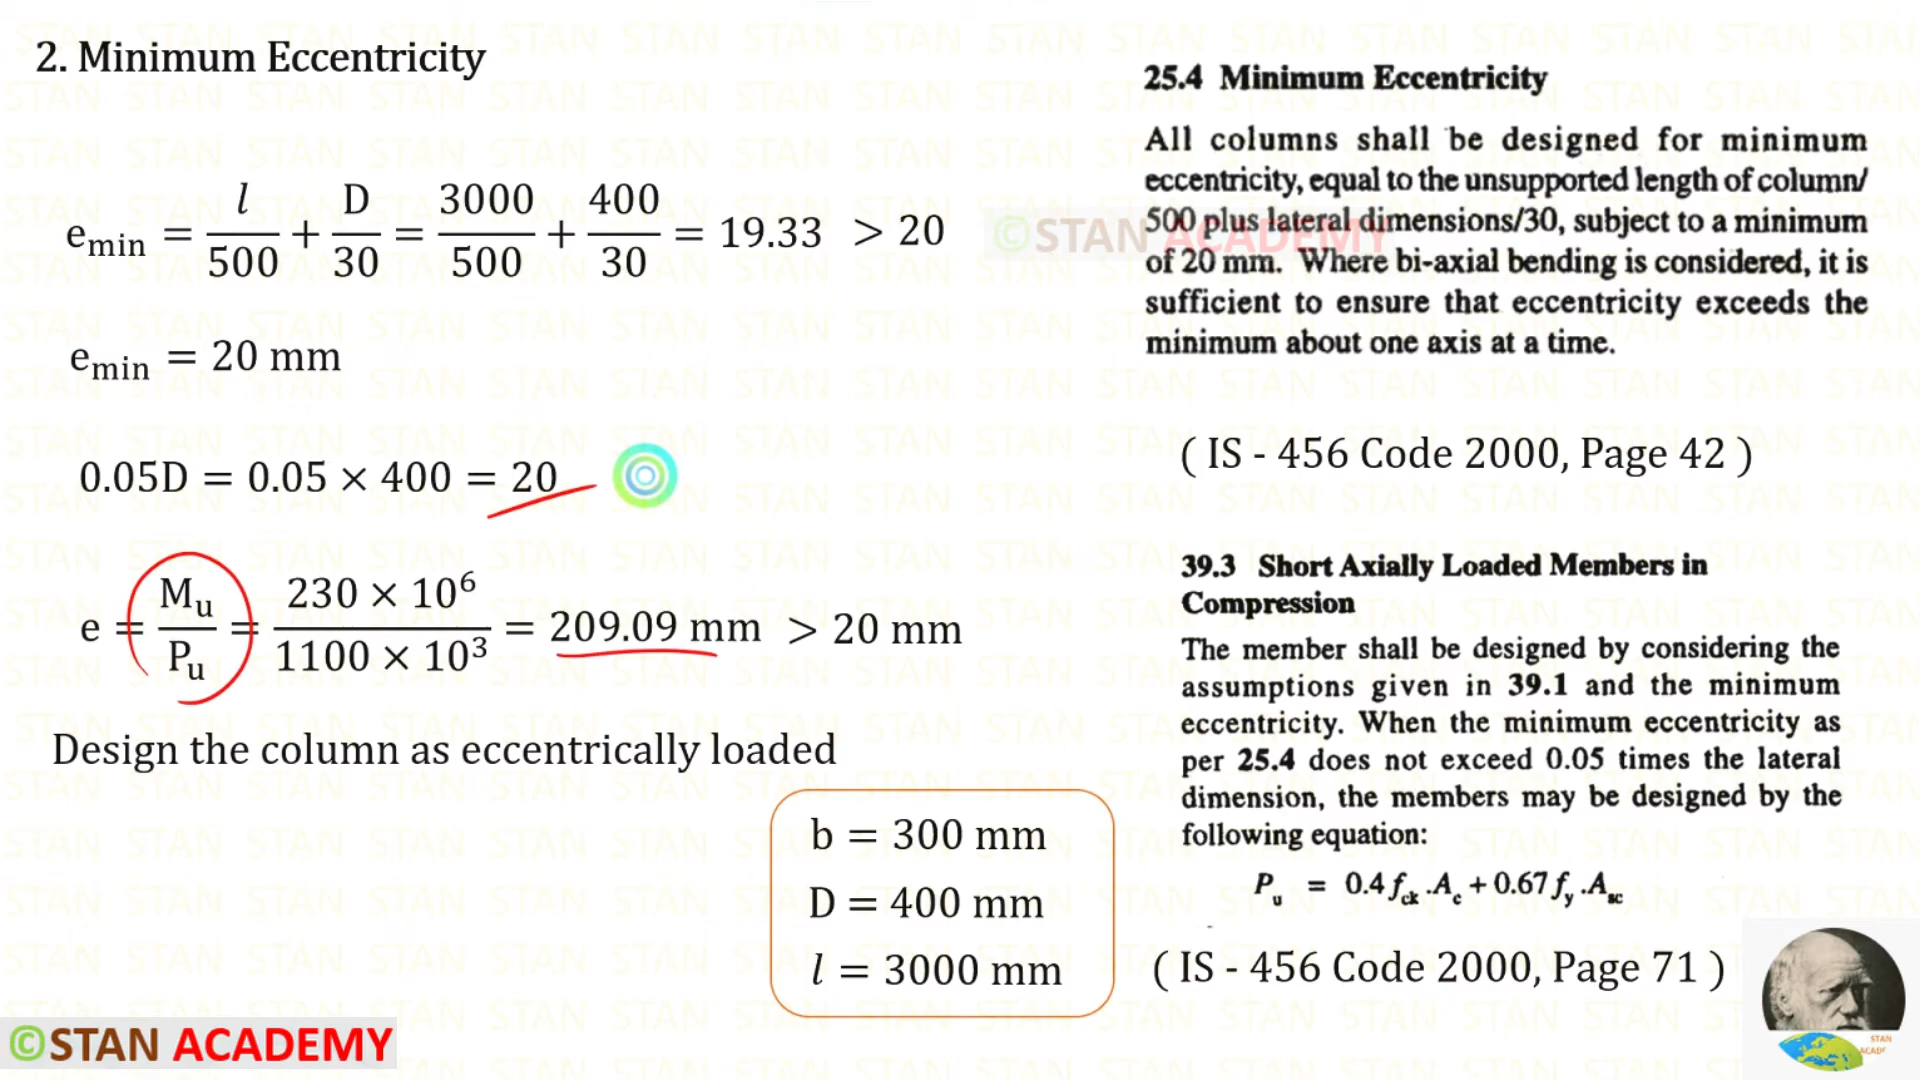 2. Minimum Eccentricity
e_min = l/500 + D/30 = 3000/500 + 400/30 = 19.33 > 20
e_min = 20 mm
0.05D = 0.05 × 400 = 20
e = M_u/P_u = 230 × 10^6 / 1100 × 10^3 = 209.09 mm > 20 mm
Design the column as eccentrically loaded
b = 300 mm
D = 400 mm
l = 3000 mm
25.4 Minimum Eccentricity
All columns shall be designed for minimum
eccentricity, equal to the unsupported length of column/
500 plus lateral dimensions/30, subject to a minimum
of 20 mm. Where bi-axial bending is considered, it is
sufficient to ensure that eccentricity exceeds the
minimum about one axis at a time.
( IS - 456 Code 2000, Page 42 )
39.3 Short Axially Loaded Members in
Compression
The member shall be designed by considering the
assumptions given in 39.1 and the minimum
eccentricity. When the minimum eccentricity as
per 25.4 does not exceed 0.05 times the lateral
dimension, the members may be designed by the
following equation:
P_u = 0.4 f_ck .A_c + 0.67 f_y .A_sc
( IS - 456 Code 2000, Page 71 )
©STAN ACADEMY
©STAN ACADEMY
STAN